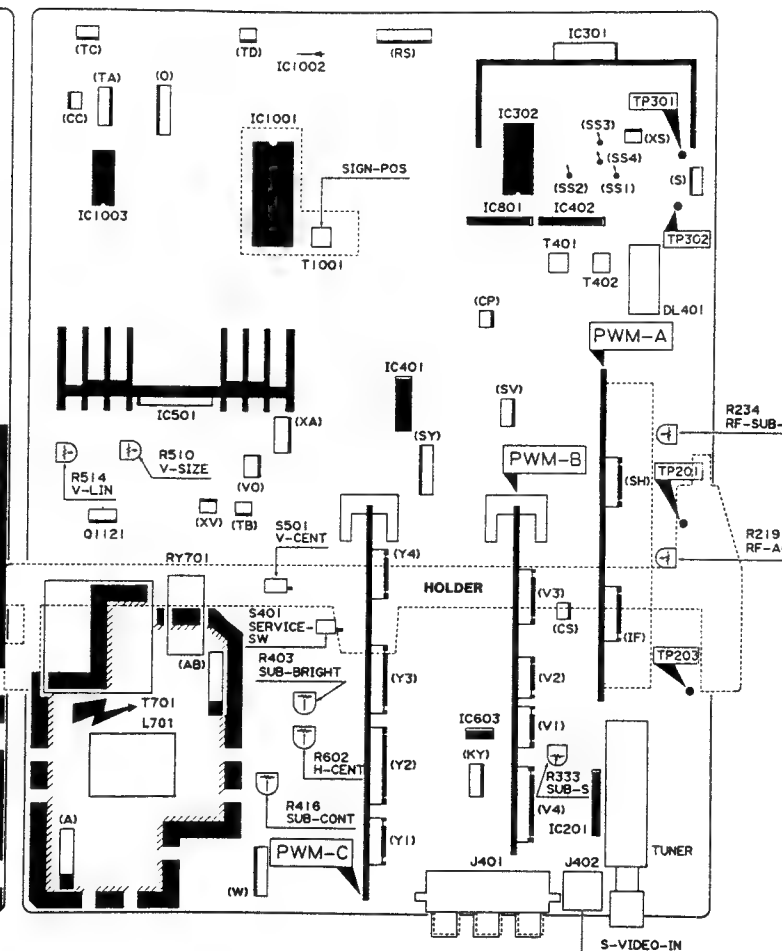 (TC)
(TD)
IC1002
(RS)
IC301
(TA)
(O)
(CC)
IC1001
IC302
TP301
(SS3)
(XS)
(SS4)
SIGN-POS
(SS2)
(SS1)
(S)
IC1003
IC801
IC402
TP302
T1001
T401
T402
DL401
(CP)
PWM-A
IC401
IC501
(XA)
(SV)
R234
RF-SUB-
(SY)
R514
V-LIN
R510
V-SIZE
(VO)
PWM-B
(SH)
TP201
(XV)
(TB)
Q1121
S501
V-CENT
R219
RF-A
RY701
(Y4)
HOLDER
(V3)
S401
SERVICE-
SW
(CS)
(IF)
(AB)
R403
SUB-BRIGHT
(Y3)
(V2)
TP203
T701
L701
IC603
(V1)
R602
H-CENT
(Y2)
(KY)
R333
SUB-S
(V4)
R416
SUB-CONT
IC201
(A)
(Y1)
TUNER
PWM-C
(W)
J401
J402
S-VIDEO-IN